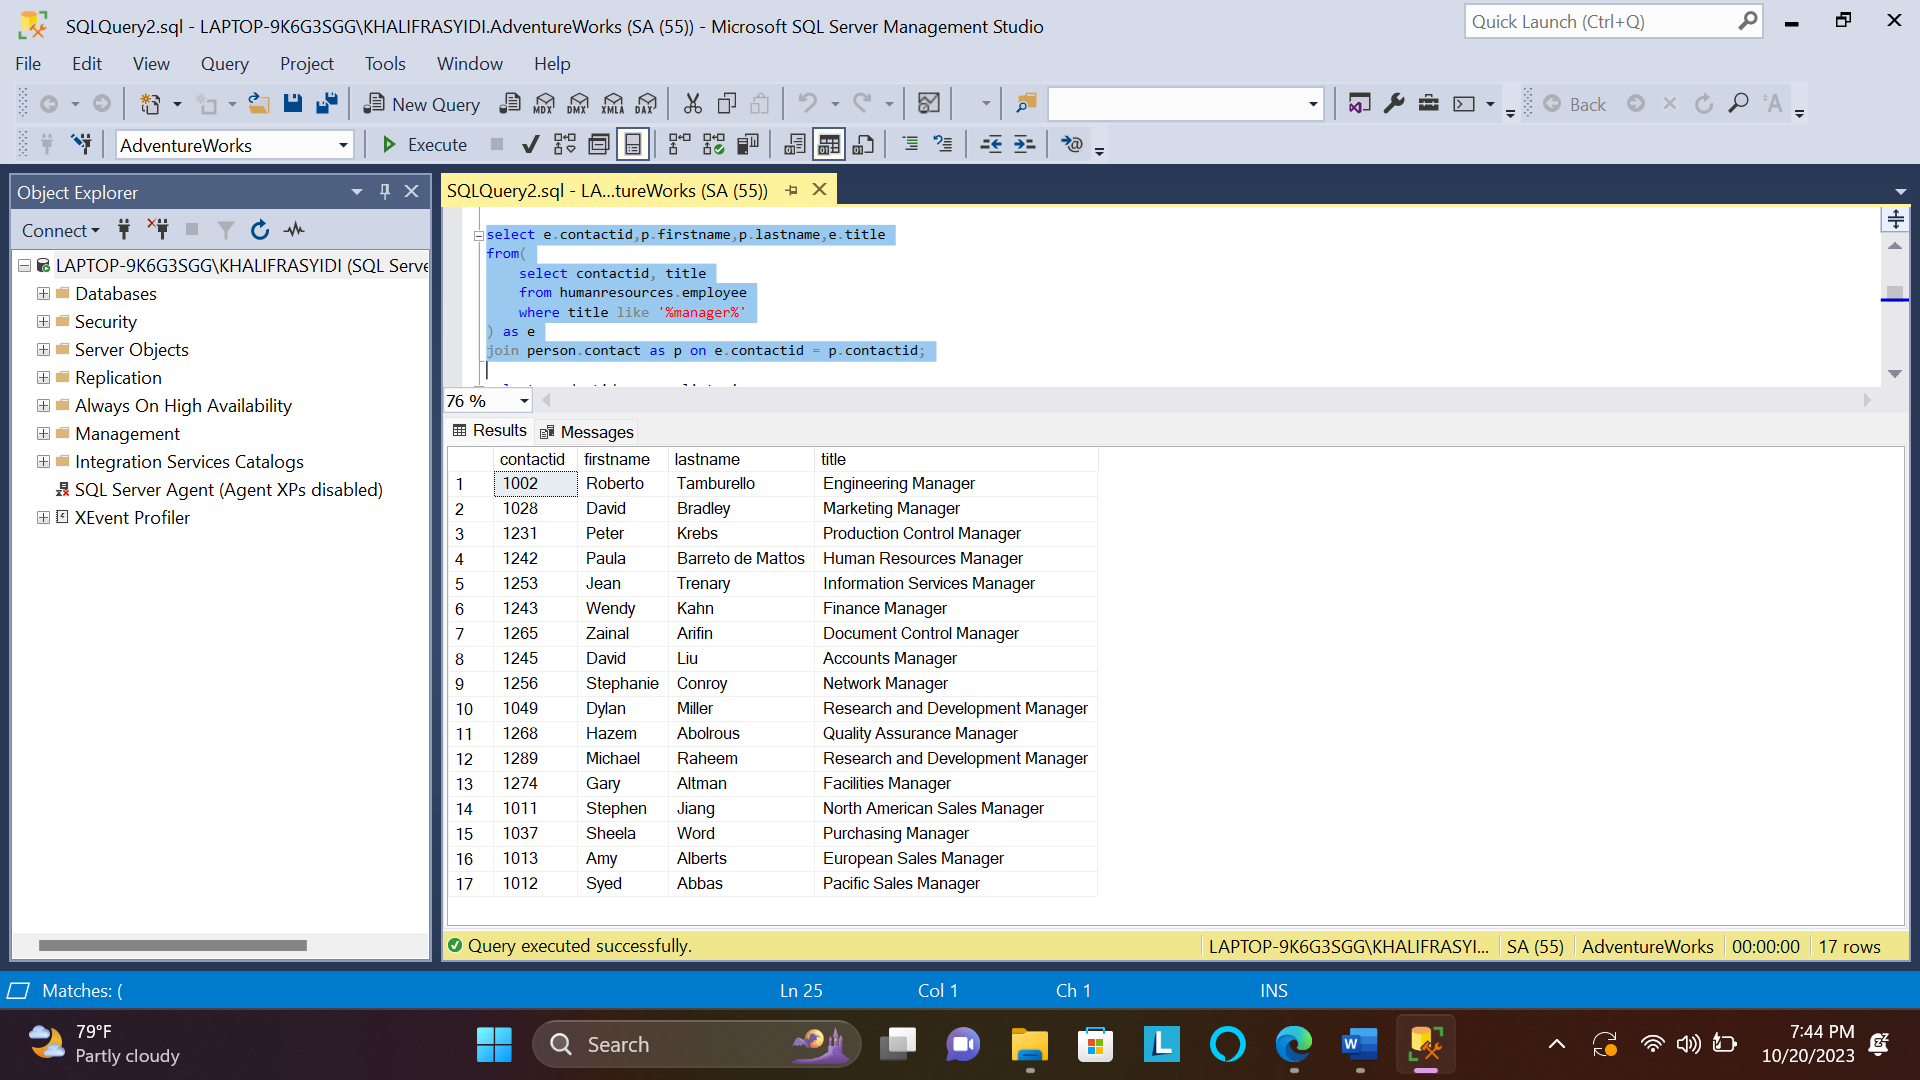 SQLQuery2.sql - LAPTOP-9K6G3SGG\KHALIFRASYIDI.AdventureWorks (SA (55)) - Microsoft SQL Server Management Studio
Quick Launch (Ctrl+Q)
File Edit View Query Project Tools Window Help
New Query MDX DMX XMLA DAX Back
AdventureWorks Execute
Object Explorer
Connect
LAPTOP-9K6G3SGG\KHALIFRASYIDI (SQL Serve
Databases
Security
Server Objects
Replication
Always On High Availability
Management
Integration Services Catalogs
SQL Server Agent (Agent XPs disabled)
XEvent Profiler
SQLQuery2.sql - LA...tureWorks (SA (55))
select e.contactid,p.firstname,p.lastname,e.title
from(
select contactid, title
from humanresources.employee
where title like '%manager%'
) as e
join person.contact as p on e.contactid = p.contactid;
76 %
Results Messages
contactid firstname lastname title
1 1002 Roberto Tamburello Engineering Manager
2 1028 David Bradley Marketing Manager
3 1231 Peter Krebs Production Control Manager
4 1242 Paula Barreto de Mattos Human Resources Manager
5 1253 Jean Trenary Information Services Manager
6 1243 Wendy Kahn Finance Manager
7 1265 Zainal Arifin Document Control Manager
8 1245 David Liu Accounts Manager
9 1256 Stephanie Conroy Network Manager
10 1049 Dylan Miller Research and Development Manager
11 1268 Hazem Abolrous Quality Assurance Manager
12 1289 Michael Raheem Research and Development Manager
13 1274 Gary Altman Facilities Manager
14 1011 Stephen Jiang North American Sales Manager
15 1037 Sheela Word Purchasing Manager
16 1013 Amy Alberts European Sales Manager
17 1012 Syed Abbas Pacific Sales Manager
Query executed successfully. LAPTOP-9K6G3SGG\KHALIFRASYI... SA (55) AdventureWorks 00:00:00 17 rows
Matches: ( Ln 25 Col 1 Ch 1 INS
79°F
Partly cloudy
Search
7:44 PM
10/20/2023